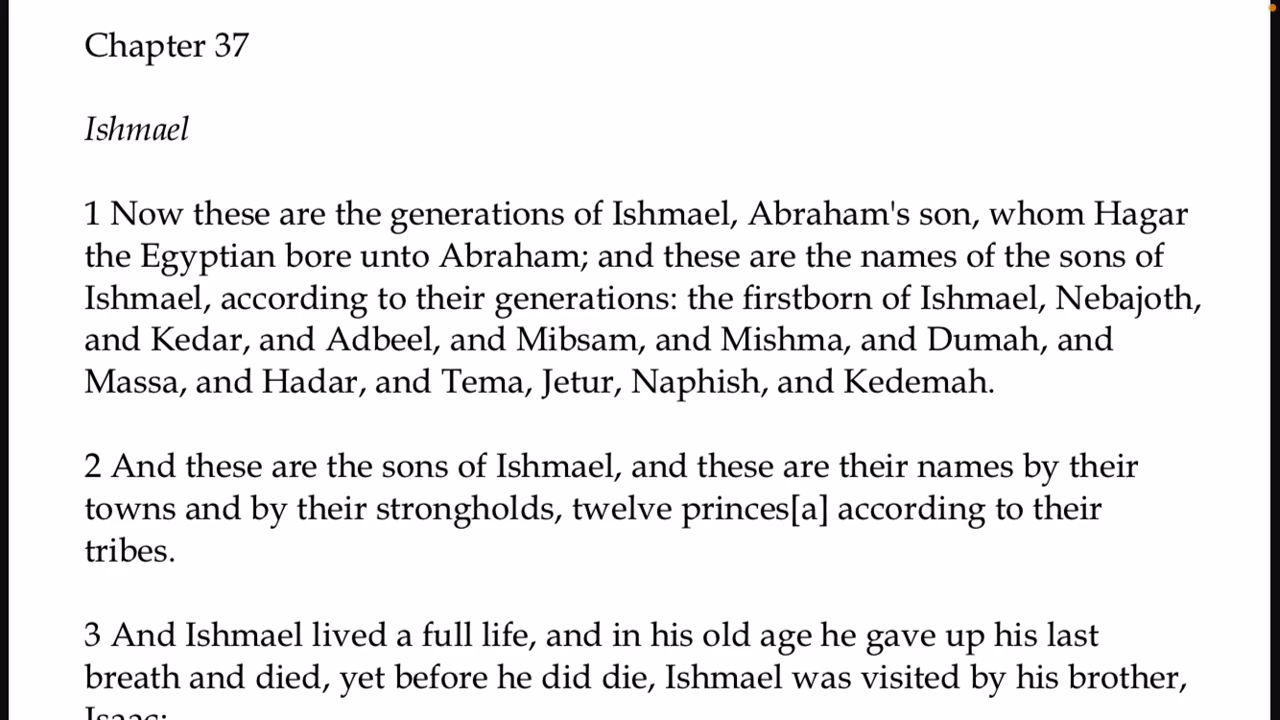 Chapter 37
Ishmael
1 Now these are the generations of Ishmael, Abraham's son, whom Hagar
the Egyptian bore unto Abraham; and these are the names of the sons of
Ishmael, according to their generations: the firstborn of Ishmael, Nebajoth,
and Kedar, and Adbeel, and Mibsam, and Mishma, and Dumah, and
Massa, and Hadar, and Tema, Jetur, Naphish, and Kedemah.
2 And these are the sons of Ishmael, and these are their names by their
towns and by their strongholds, twelve princes[a] according to their
tribes.
3 And Ishmael lived a full life, and in his old age he gave up his last
breath and died, yet before he did die, Ishmael was visited by his brother,
Isaac;